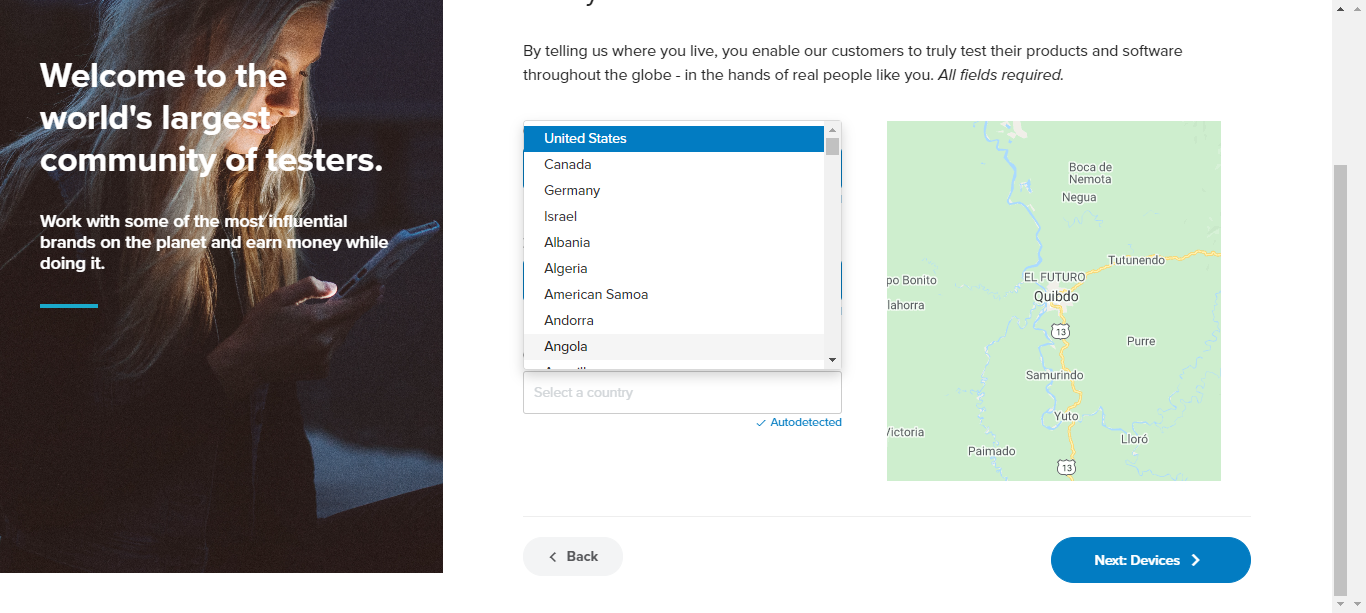 Welcome to the
world's largest
community of testers.
Work with some of the most influential
brands on the planet and earn money while
doing it.
By telling us where you live, you enable our customers to truly test their products and software
throughout the globe - in the hands of real people like you. All fields required.
United States
Canada
Germany
Israel
Albania
Algeria
American Samoa
Andorra
Angola
Select a country
Autodetected
Boca de
Nemota
Negua
Tutunendo
po Bonito
EL FUTURO
Quibdo
lahorra
13
Purre
Samurindo
Yuto
Victoria
Lloró
Paimado
13
Back
Next: Devices